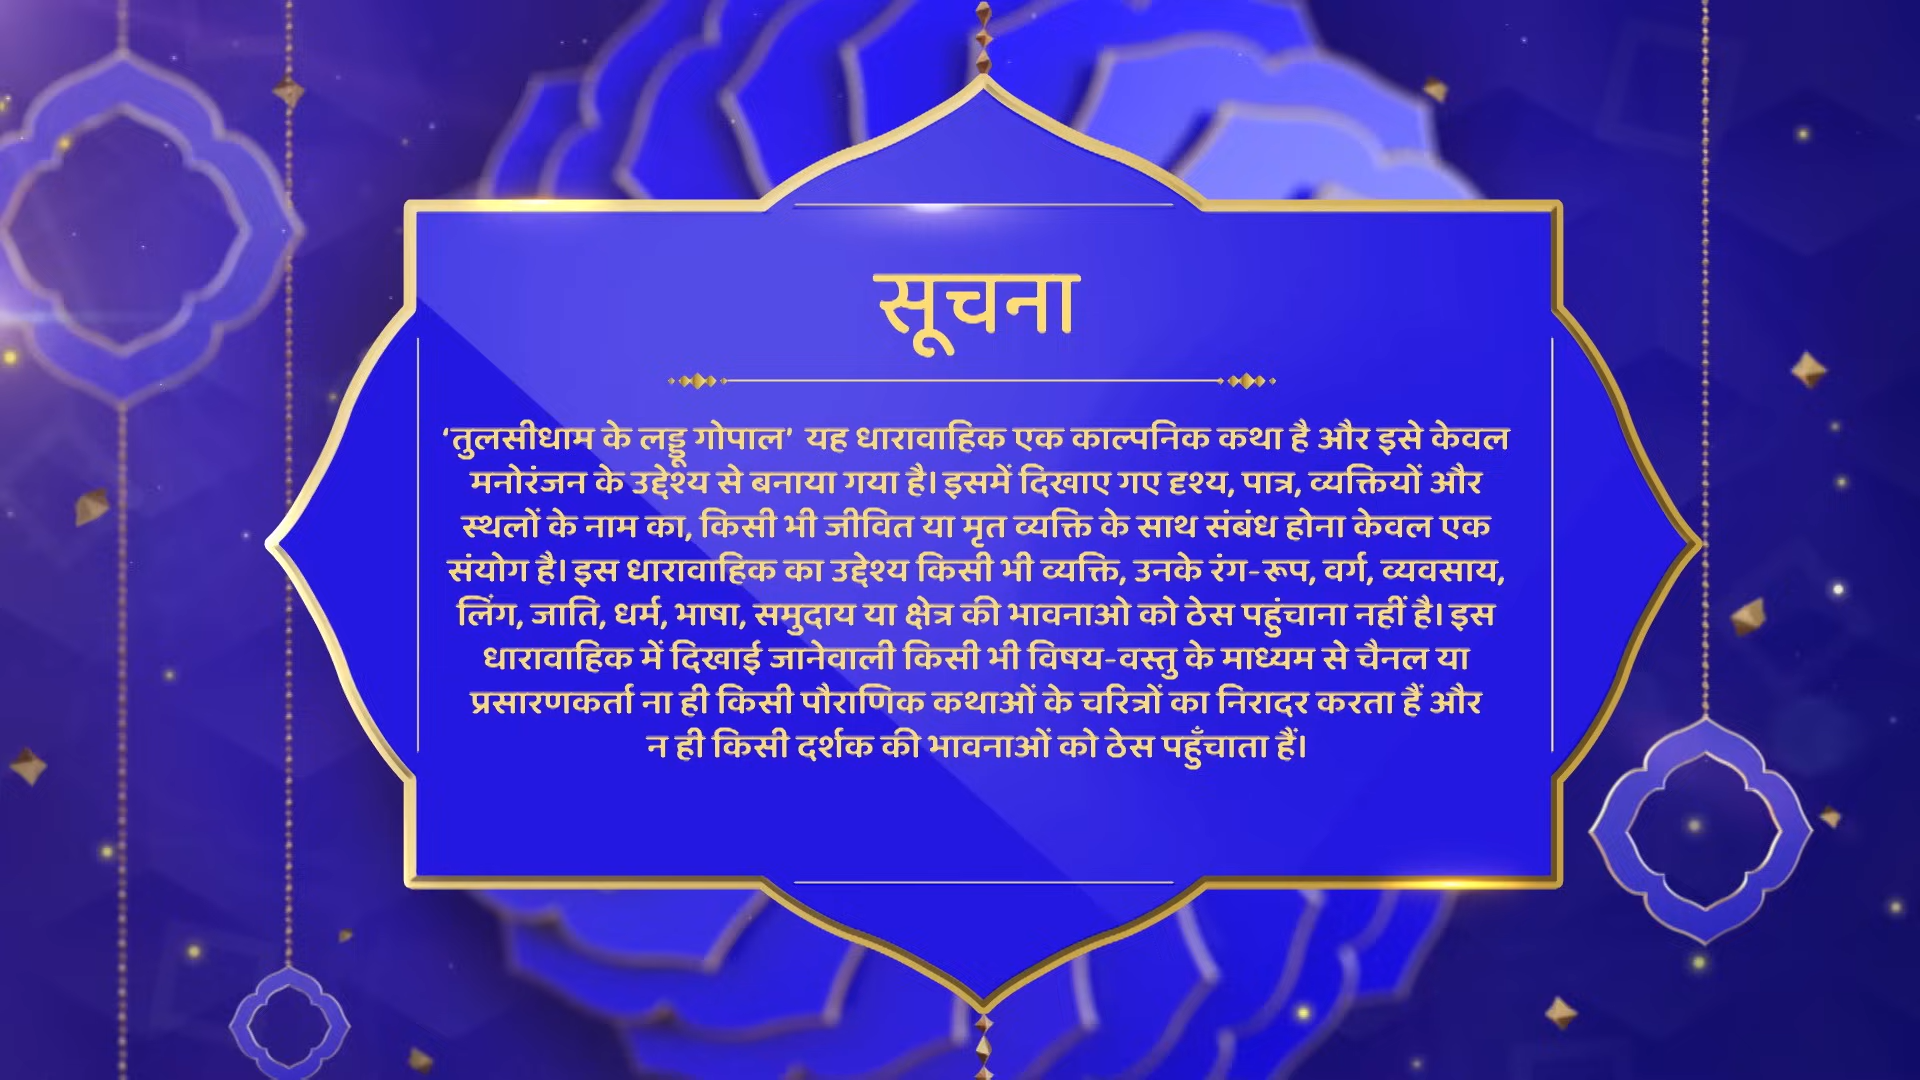 सूचना
‘तुलसीधाम के लड्डू गोपाल’ यह धारावाहिक एक काल्पनिक कथा है और इसे केवल
मनोरंजन के उद्देश्य से बनाया गया है। इसमें दिखाए गए दृश्य, पात्र, व्यक्तियों और
स्थलों के नाम का, किसी भी जीवित या मृत व्यक्ति के साथ संबंध होना केवल एक
संयोग है। इस धारावाहिक का उद्देश्य किसी भी व्यक्ति, उनके रंग-रूप, वर्ग, व्यवसाय,
लिंग, जाति, धर्म, भाषा, समुदाय या क्षेत्र की भावनाओ को ठेस पहुंचाना नहीं है। इस
धारावाहिक में दिखाई जानेवाली किसी भी विषय-वस्तु के माध्यम से चैनल या
प्रसारणकर्ता ना ही किसी पौराणिक कथाओं के चरित्रों का निरादर करता हैं और
न ही किसी दर्शक की भावनाओं को ठेस पहुँचाता हैं।